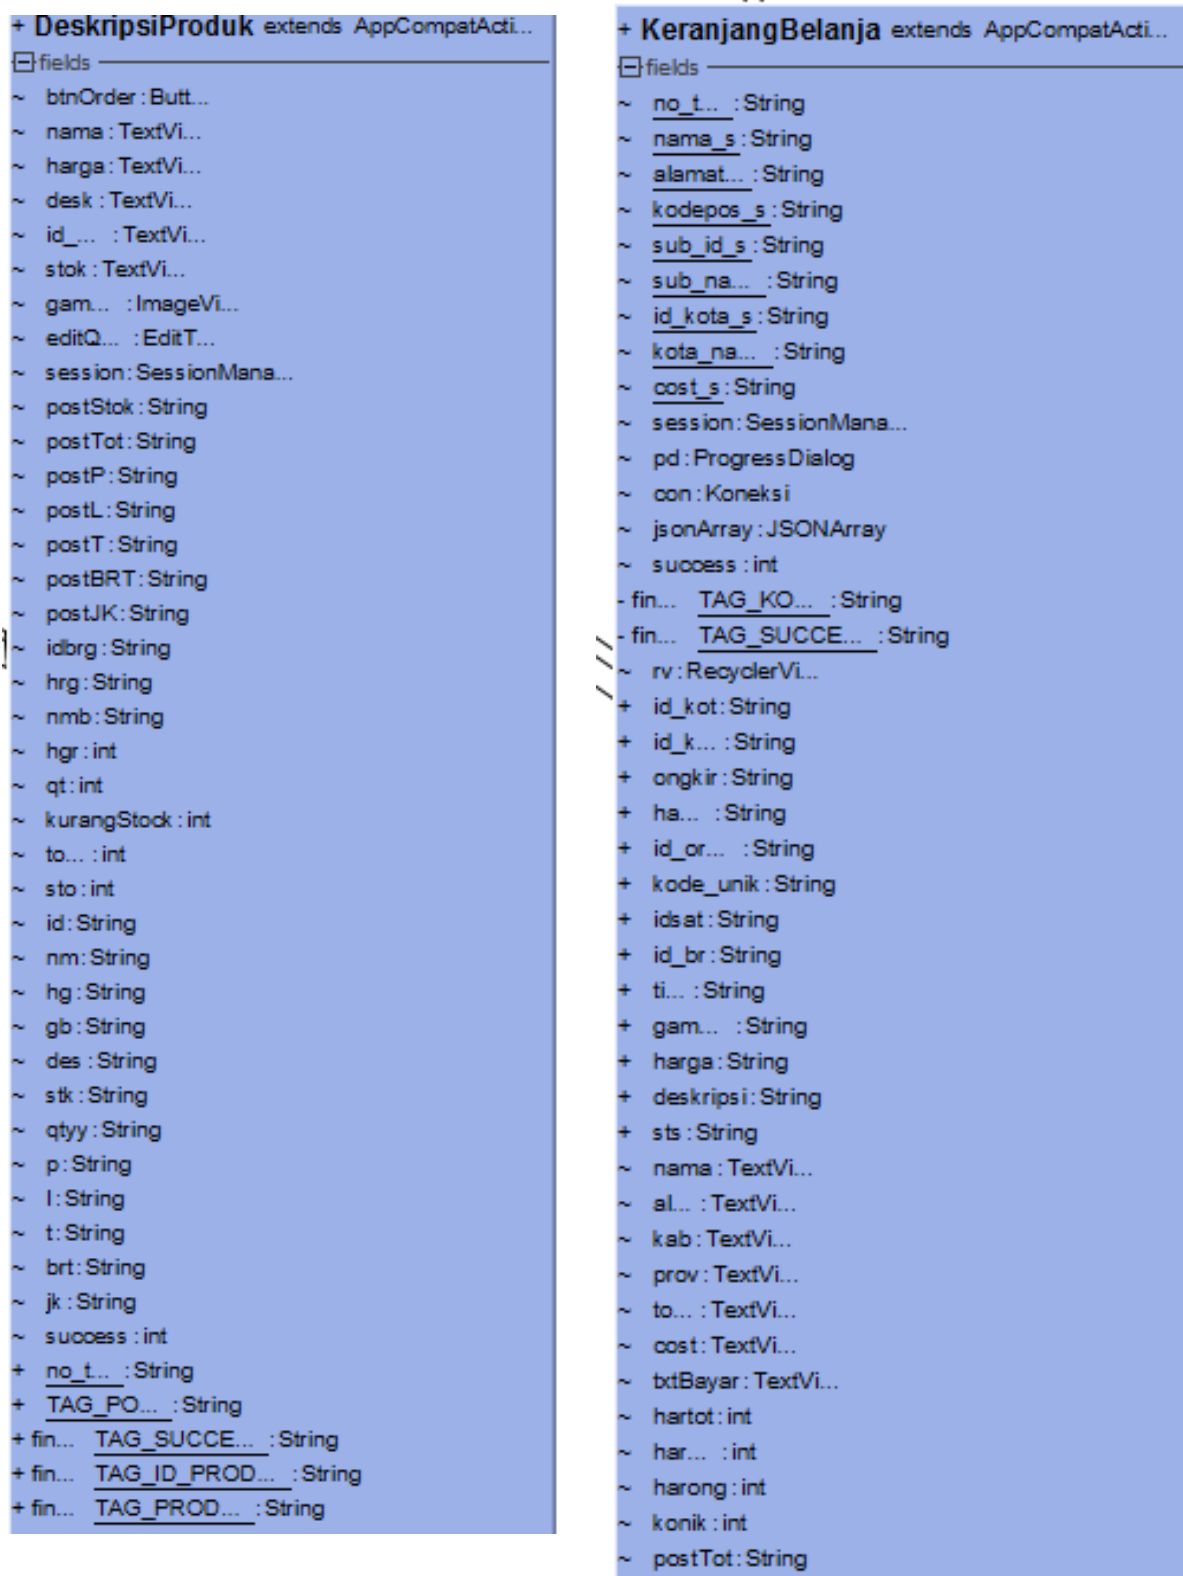 + DeskripsiProduk extends AppCompatActi...
fields
~ btnOrder : Butt...
~ nama : TextVi...
~ harga : TextVi...
~ desk : TextVi...
~ id_... : TextVi...
~ stok : TextVi...
~ gam... : ImageVi...
~ editQ... : EditT...
~ session : SessionMana...
~ postStok : String
~ postTot : String
~ postP : String
~ postL : String
~ postT : String
~ postBRT : String
~ postJK : String
~ idbrg : String
~ hrg : String
~ nmb : String
~ hgr : int
~ qt : int
~ kurangStock : int
~ to... : int
~ sto : int
~ id : String
~ nm : String
~ hg : String
~ gb : String
~ des : String
~ stk : String
~ qtyy : String
~ p : String
~ l : String
~ t : String
~ brt : String
~ jk : String
~ success : int
+ no_t... : String
+ TAG_PO... : String
+ fin... TAG_SUCCE... : String
+ fin... TAG_ID_PROD... : String
+ fin... TAG_PROD... : String
+ KeranjangBelanja extends AppCompatActi...
fields
~ no_t... : String
~ nama_s : String
~ alamat... : String
~ kodepos_s : String
~ sub_id_s : String
~ sub_na... : String
~ id_kota_s : String
~ kota_na... : String
~ cost_s : String
~ session : SessionMana...
~ pd : ProgressDialog
~ con : Koneksi
~ jsonArray : JSONArray
~ success : int
- fin... TAG_KO... : String
- fin... TAG_SUCCE... : String
~ rv : RecyclerVi...
+ id_kot : String
+ id_k... : String
+ ongkir : String
+ ha... : String
+ id_or... : String
+ kode_unik : String
+ idsat : String
+ id_br : String
+ ti... : String
+ gam... : String
+ harga : String
+ deskripsi : String
+ sts : String
~ nama : TextVi...
~ al... : TextVi...
~ kab : TextVi...
~ prov : TextVi...
~ to... : TextVi...
~ cost : TextVi...
~ txtBayar : TextVi...
~ hartot : int
~ har... : int
~ harong : int
~ konik : int
~ postTot : String